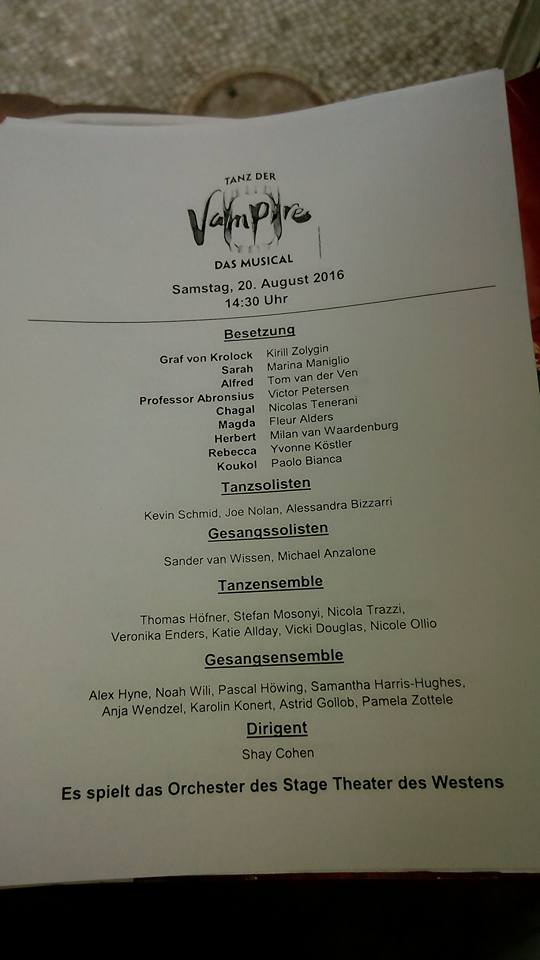 TANZ DER
Vampire
DAS MUSICAL
Samstag, 20. August 2016
14:30 Uhr
Besetzung
Graf von Krolock Kirill Zolygin
Sarah Marina Maniglio
Alfred Tom van der Ven
Professor Abronsius Victor Petersen
Chagal Nicolas Tenerani
Magda Fleur Alders
Herbert Milan van Waardenburg
Rebecca Yvonne Köstler
Koukol Paolo Bianca
Tanzsolisten
Kevin Schmid, Joe Nolan, Alessandra Bizzarri
Gesangssolisten
Sander van Wissen, Michael Anzalone
Tanzensemble
Thomas Höfner, Stefan Mosonyi, Nicola Trazzi,
Veronika Enders, Katie Allday, Vicki Douglas, Nicole Ollio
Gesangsensemble
Alex Hyne, Noah Wili, Pascal Höwing, Samantha Harris-Hughes,
Anja Wendzel, Karolin Konert, Astrid Gollob, Pamela Zottele
Dirigent
Shay Cohen
Es spielt das Orchester des Stage Theater des Westens